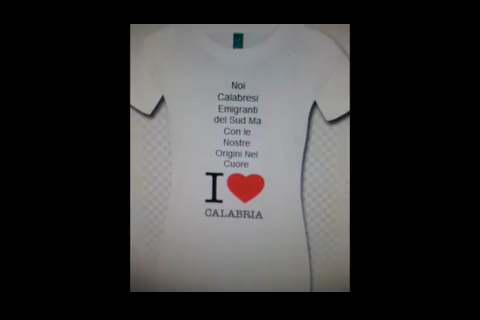 Noi
Calabresi
Emigranti
del Sud Ma
Con le
Nostre
Origini Nel
Cuore
I ♥
CALABRIA